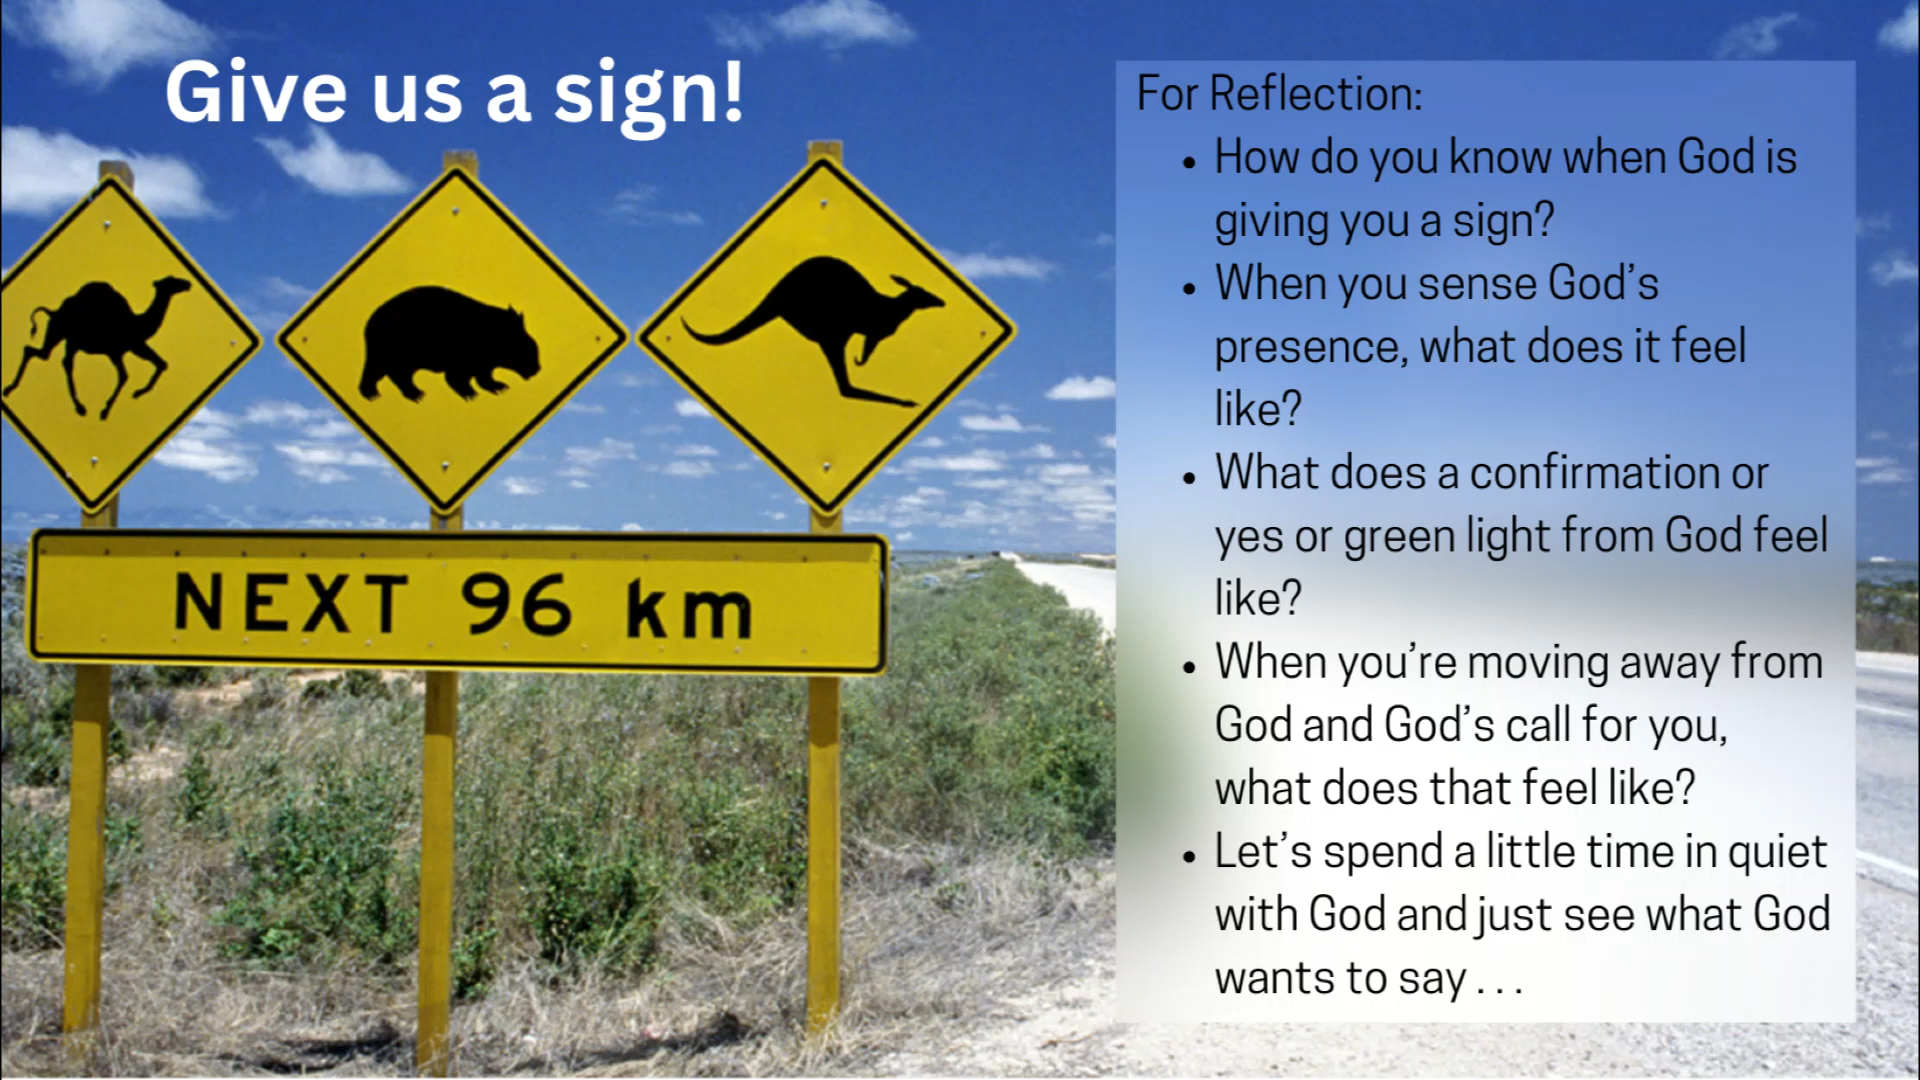 Give us a sign!
NEXT 96 km
For Reflection:
• How do you know when God is
giving you a sign?
• When you sense God’s
presence, what does it feel
like?
• What does a confirmation or
yes or green light from God feel
like?
• When you’re moving away from
God and God’s call for you,
what does that feel like?
• Let’s spend a little time in quiet
with God and just see what God
wants to say . . .